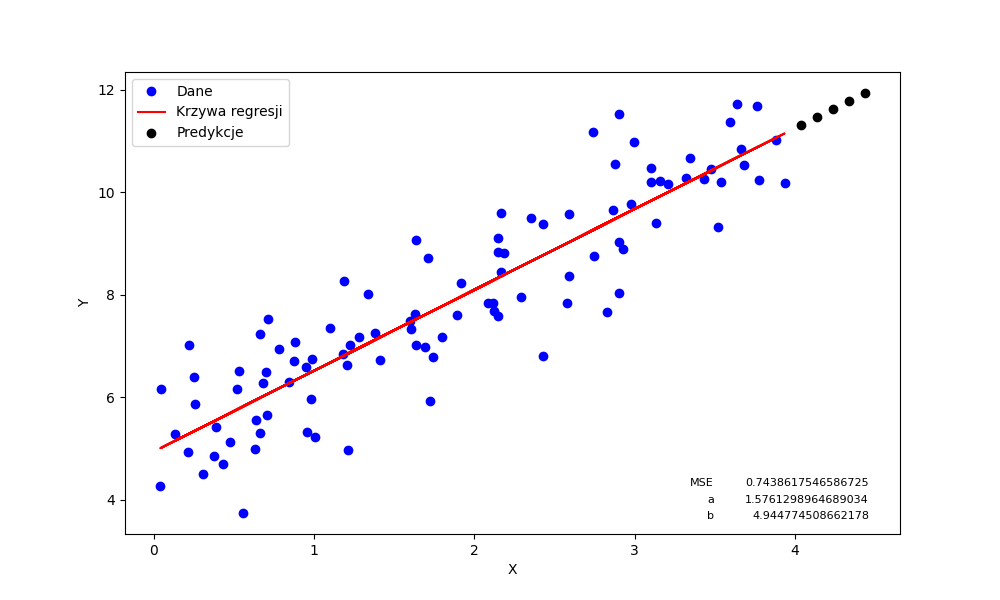 Dane
Krzywa regresji
Predykcje
12
10
8
6
4
Y
MSE 0.7438617546586725
a 1.5761298964689034
b 4.944774508662178
0 1 2 3 4
X